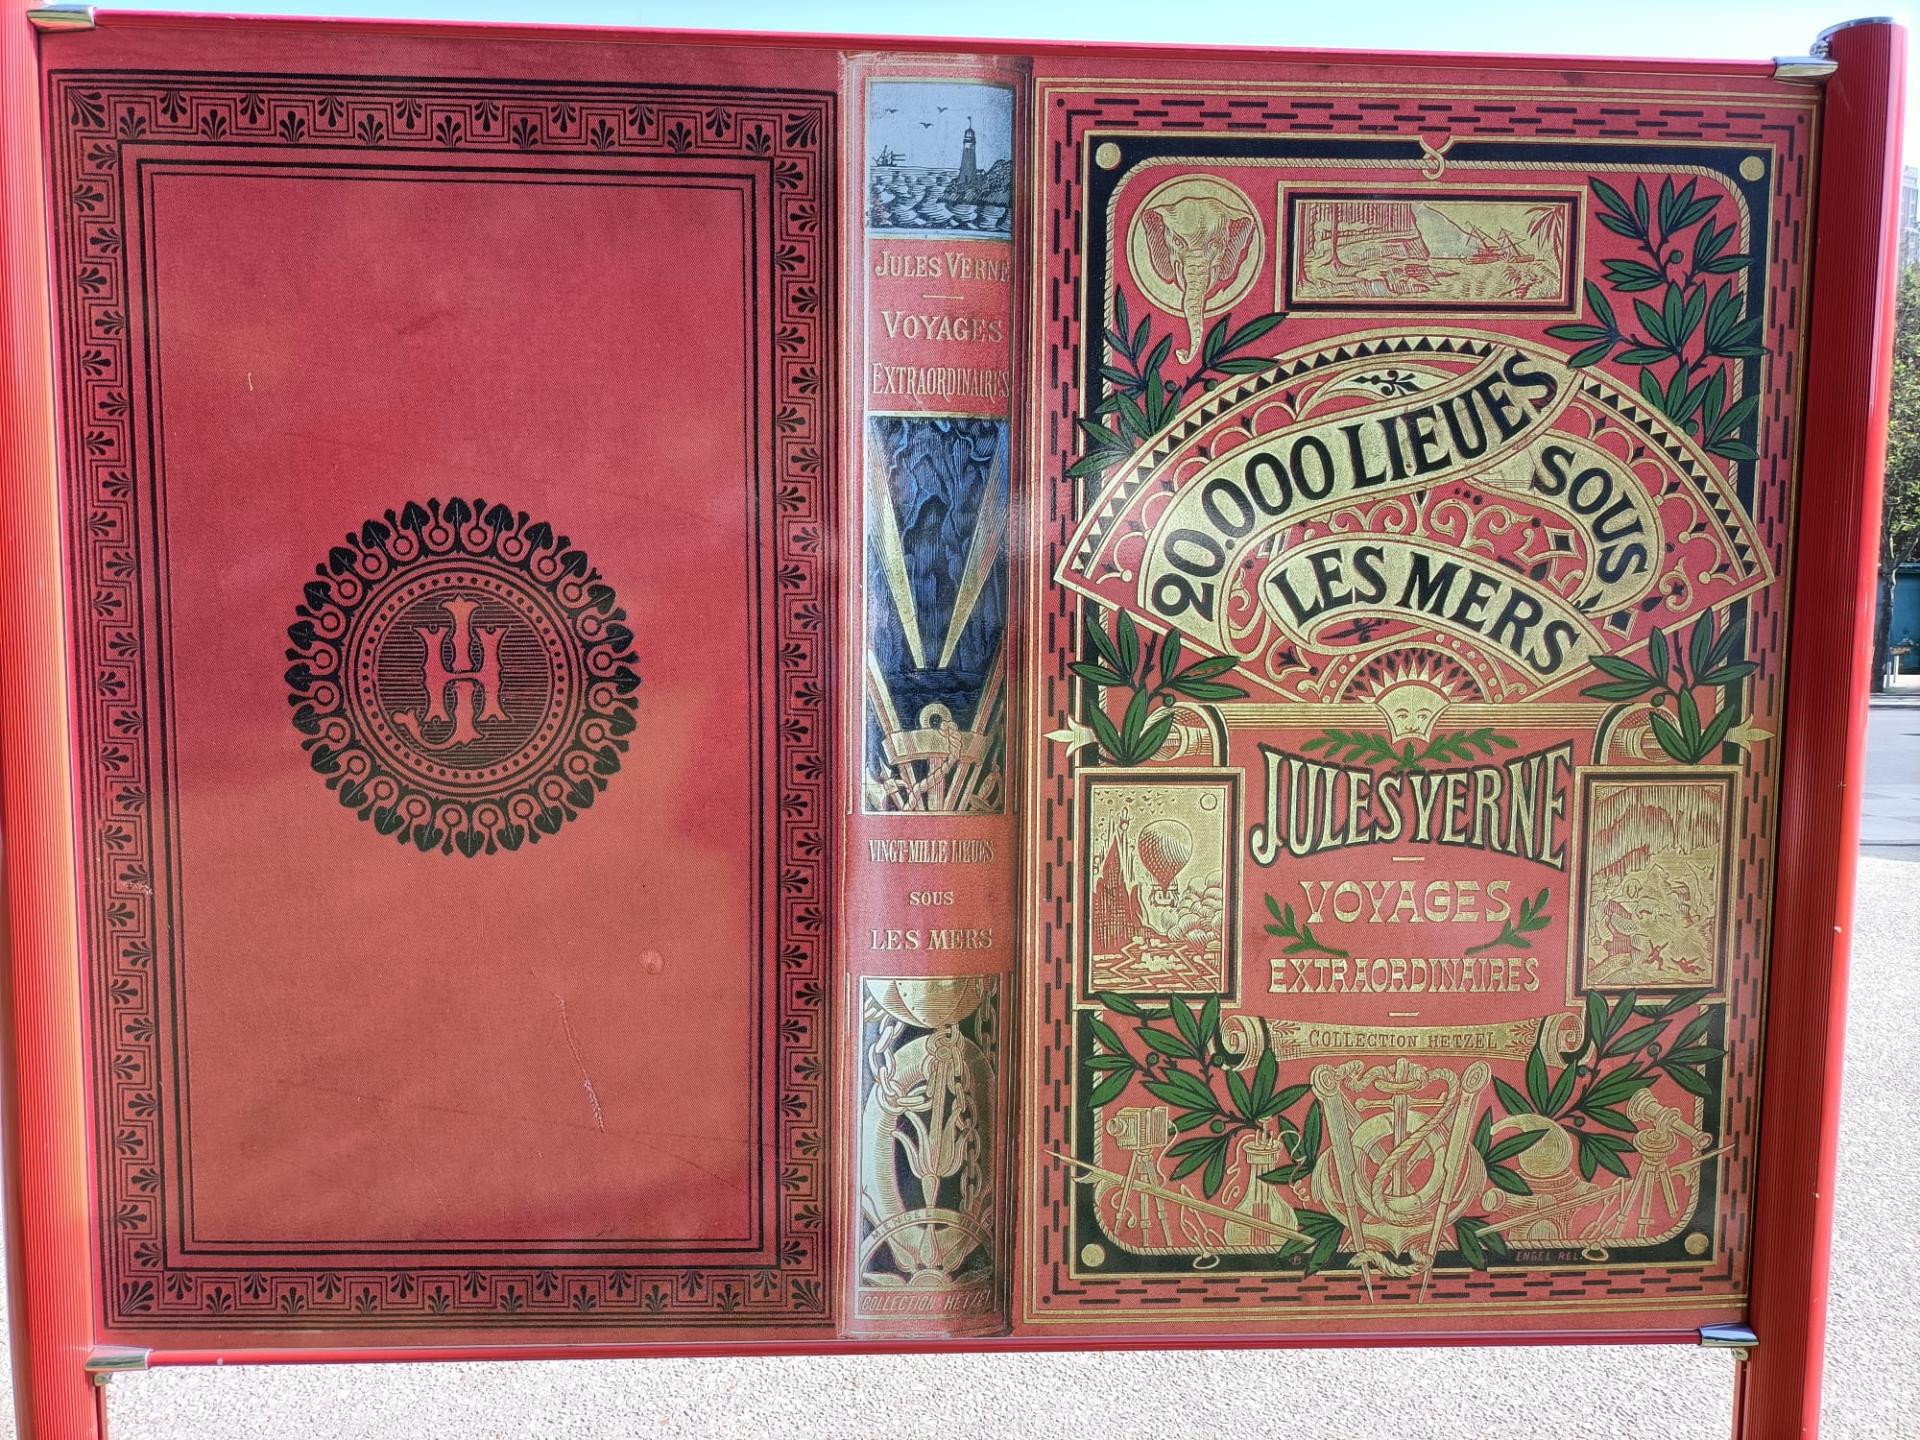 JH
JULES VERNE
VOYAGES
EXTRAORDINAIRES
VINGT-MILLE LIEUES
SOUS
LES MERS
COLLECTION HETZEL
20.000 LIEUES
SOUS
LES MERS
JULES VERNE
VOYAGES
EXTRAORDINAIRES
COLLECTION HETZEL
ENGEL REL.